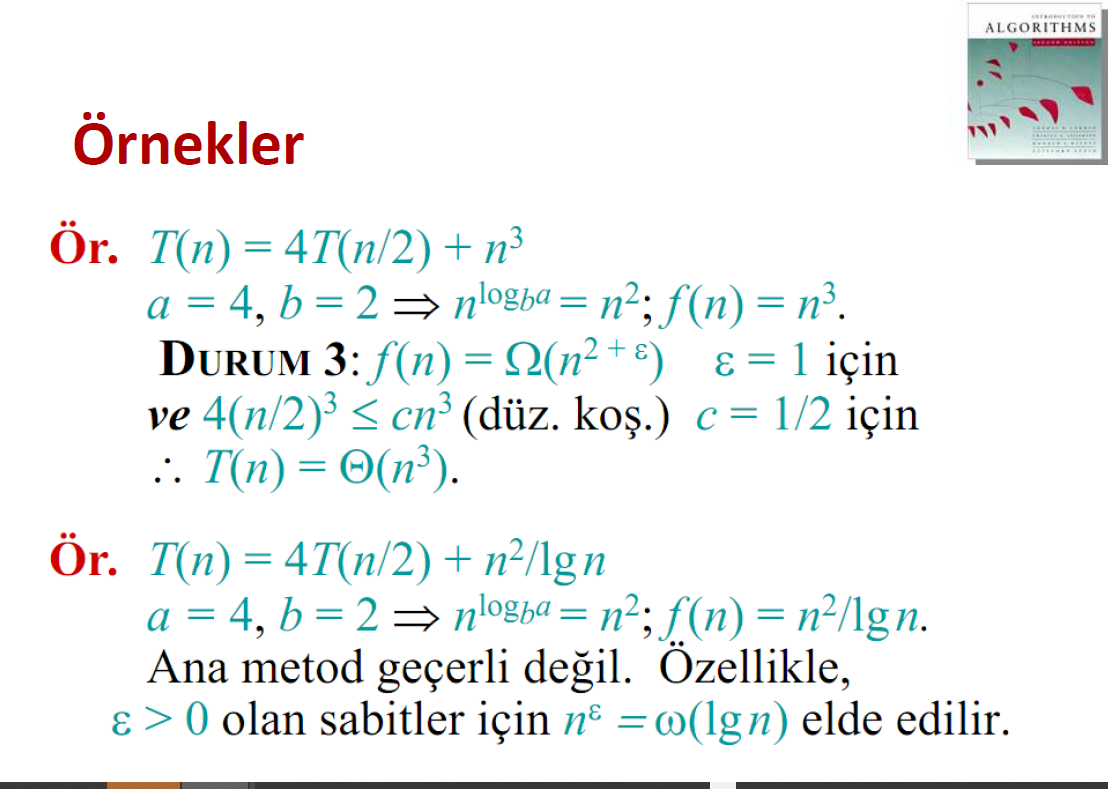 INTRODUCTION TO
ALGORITHMS
SECOND EDITION
Örnekler
Ör. T(n) = 4T(n/2) + n³
a = 4, b = 2 ⇒ n^(log_b a) = n²; f(n) = n³.
DURUM 3: f(n) = Ω(n^(2 + ε)) ε = 1 için
ve 4(n/2)³ ≤ cn³ (düz. koş.) c = 1/2 için
∴ T(n) = Θ(n³).
Ör. T(n) = 4T(n/2) + n²/lg n
a = 4, b = 2 ⇒ n^(log_b a) = n²; f(n) = n²/lg n.
Ana metod geçerli değil. Özellikle,
ε > 0 olan sabitler için n^ε = ω(lg n) elde edilir.